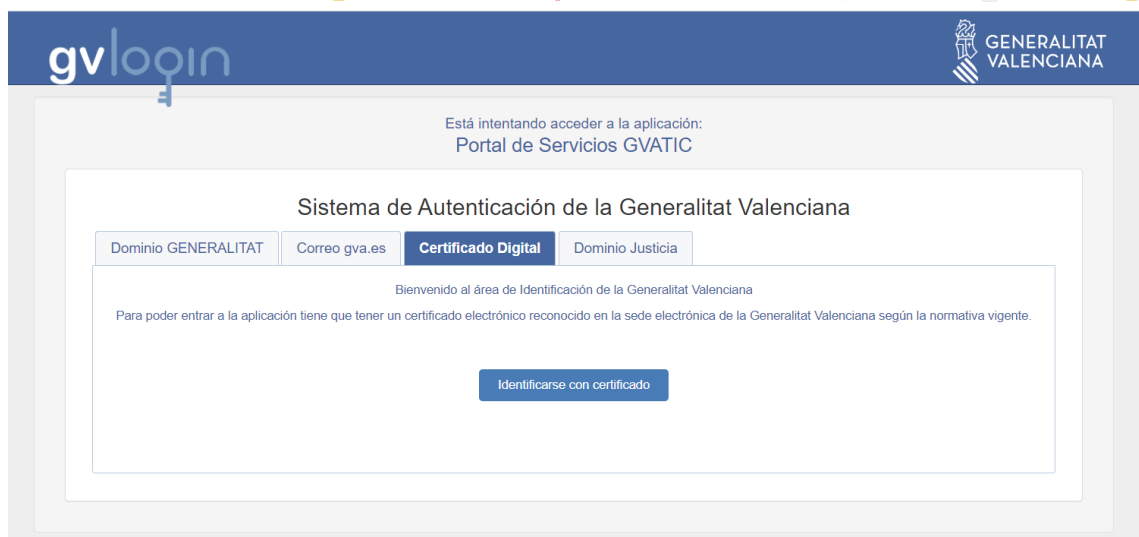 gvlogin
GENERALITAT
VALENCIANA
Está intentando acceder a la aplicación:
Portal de Servicios GVATIC
Sistema de Autenticación de la Generalitat Valenciana
Dominio GENERALITAT
Correo gva.es
Certificado Digital
Dominio Justicia
Bienvenido al área de Identificación de la Generalitat Valenciana
Para poder entrar a la aplicación tiene que tener un certificado electrónico reconocido en la sede electrónica de la Generalitat Valenciana según la normativa vigente.
Identificarse con certificado